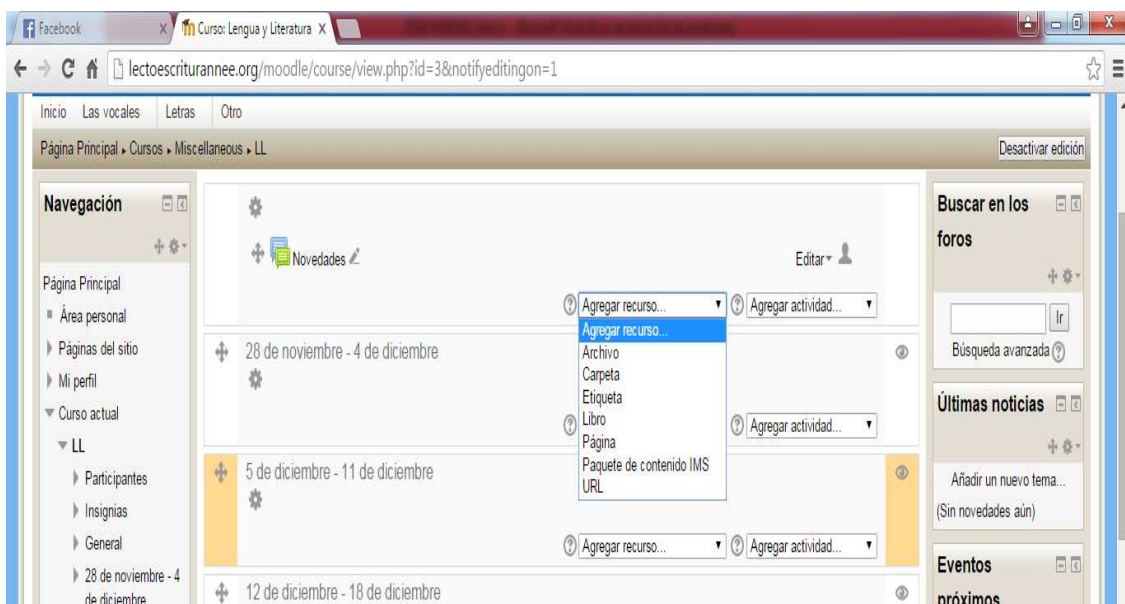 Facebook
Curso: Lengua y Literatura
lectoescriturannee.org/moodle/course/view.php?id=3&notifyeditingon=1
Inicio Las vocales Letras Otro
Página Principal ▸ Cursos ▸ Miscellaneous ▸ LL
Desactivar edición
Navegación
Página Principal
Área personal
Páginas del sitio
Mi perfil
Curso actual
LL
Participantes
Insignias
General
28 de noviembre - 4
de diciembre
Novedades
Editar
Agregar recurso...
Agregar actividad...
Agregar recurso...
Archivo
Carpeta
Etiqueta
Libro
Página
Paquete de contenido IMS
URL
28 de noviembre - 4 de diciembre
Agregar actividad...
5 de diciembre - 11 de diciembre
Agregar recurso...
Agregar actividad...
12 de diciembre - 18 de diciembre
Buscar en los
foros
Ir
Búsqueda avanzada
Últimas noticias
Añadir un nuevo tema...
(Sin novedades aún)
Eventos
próximos